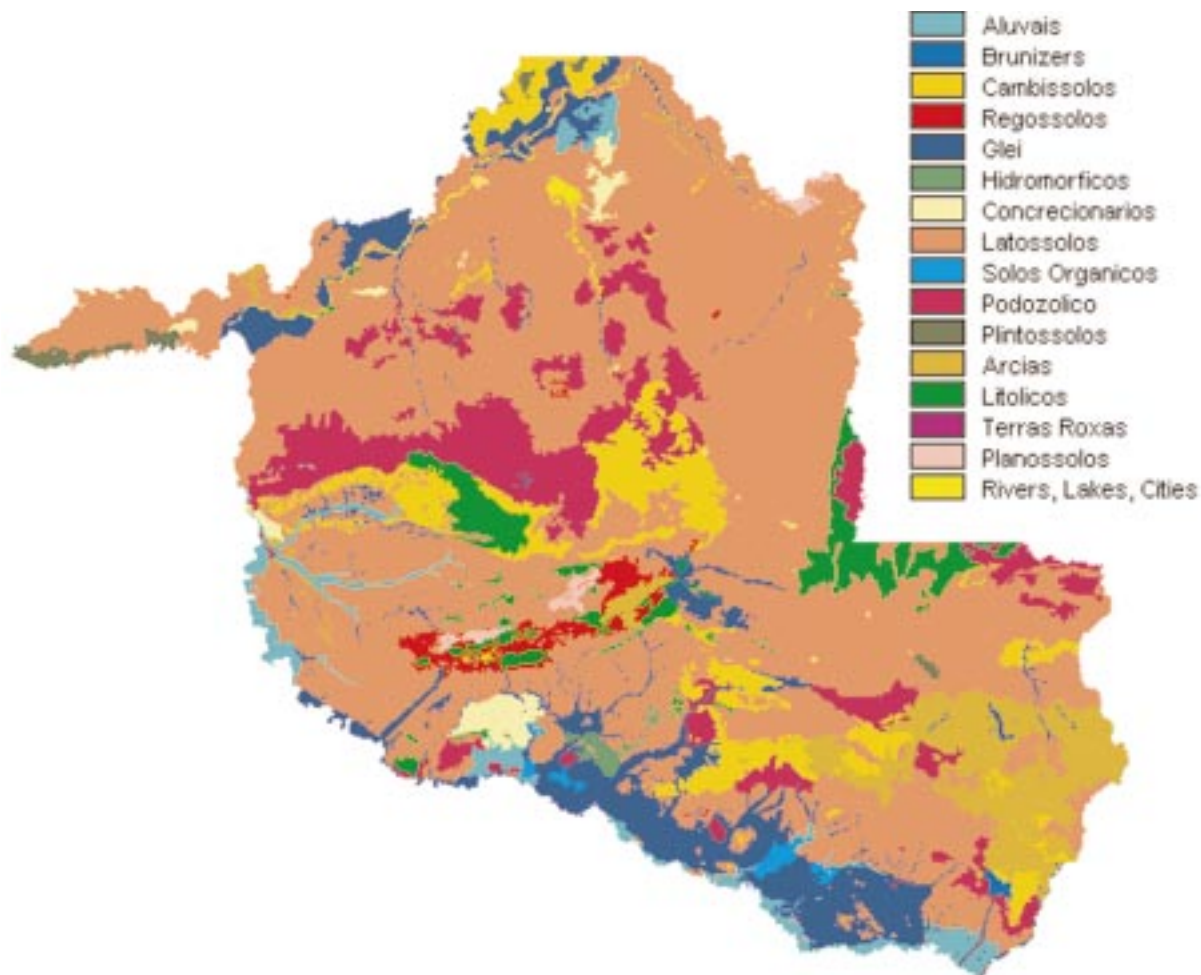 Aluvais
Brunizers
Cambissolos
Regossolos
Glei
Hidromorficos
Concrecionarios
Latossolos
Solos Organicos
Podozolico
Plintossolos
Arcias
Litolicos
Terras Roxas
Planossolos
Rivers, Lakes, Cities